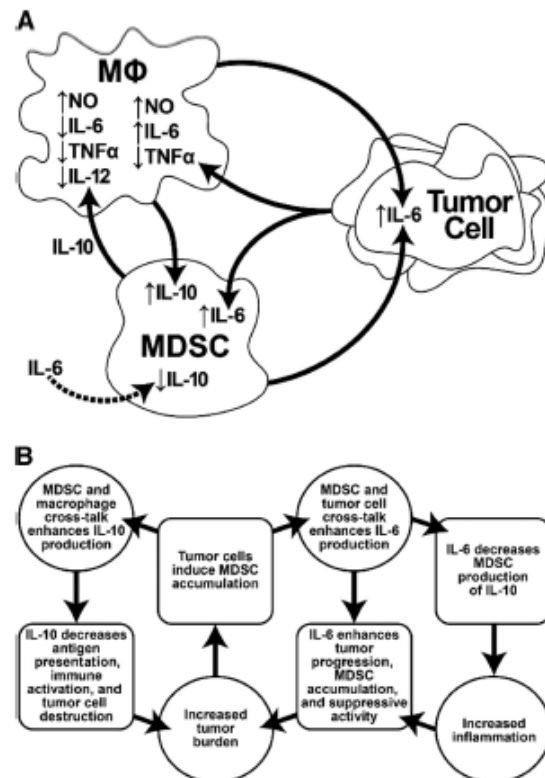 A
MΦ
↑NO
↓IL-6
↓TNFα
↓IL-12
↑NO
↑IL-6
↓TNFα
↑IL-6
Tumor
Cell
IL-10
↑IL-10
↑IL-6
MDSC
↓IL-10
IL-6
B
MDSC and
macrophage
cross-talk
enhances IL-10
production
Tumor cells
induce MDSC
accumulation
MDSC and
tumor cell
cross-talk
enhances IL-6
production
IL-6 decreases
MDSC
production
of IL-10
IL-10 decreases
antigen
presentation,
immune
activation, and
tumor cell
destruction
Increased
tumor
burden
IL-6 enhances
tumor
progression,
MDSC
accumulation,
and suppressive
activity
Increased
inflammation